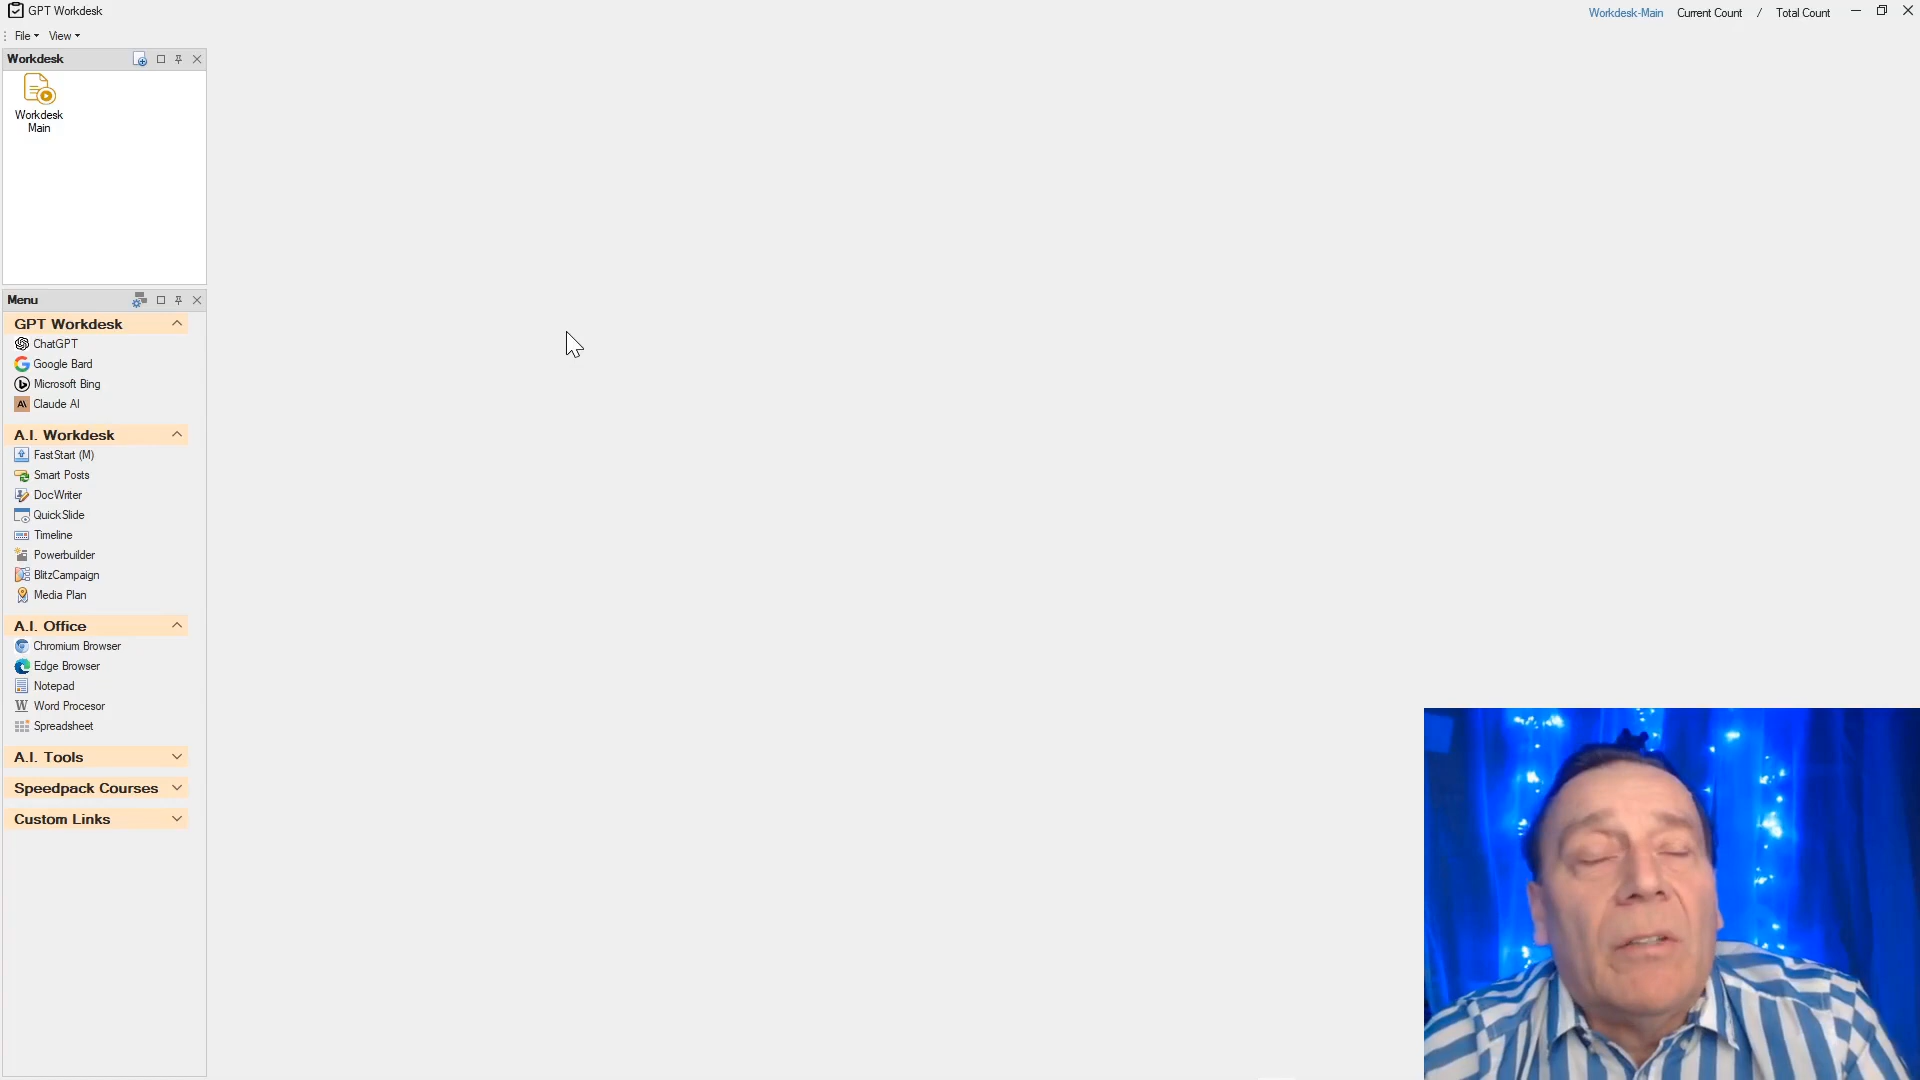 GPT Workdesk
Workdesk-Main Current Count / Total Count
File View
Workdesk
Workdesk
Main
Menu
GPT Workdesk
ChatGPT
Google Bard
Microsoft Bing
Claude AI
A.I. Workdesk
FastStart (M)
Smart Posts
DocWriter
QuickSlide
Timeline
Powerbuilder
BlitzCampaign
Media Plan
A.I. Office
Chromium Browser
Edge Browser
Notepad
Word Procesor
Spreadsheet
A.I. Tools
Speedpack Courses
Custom Links